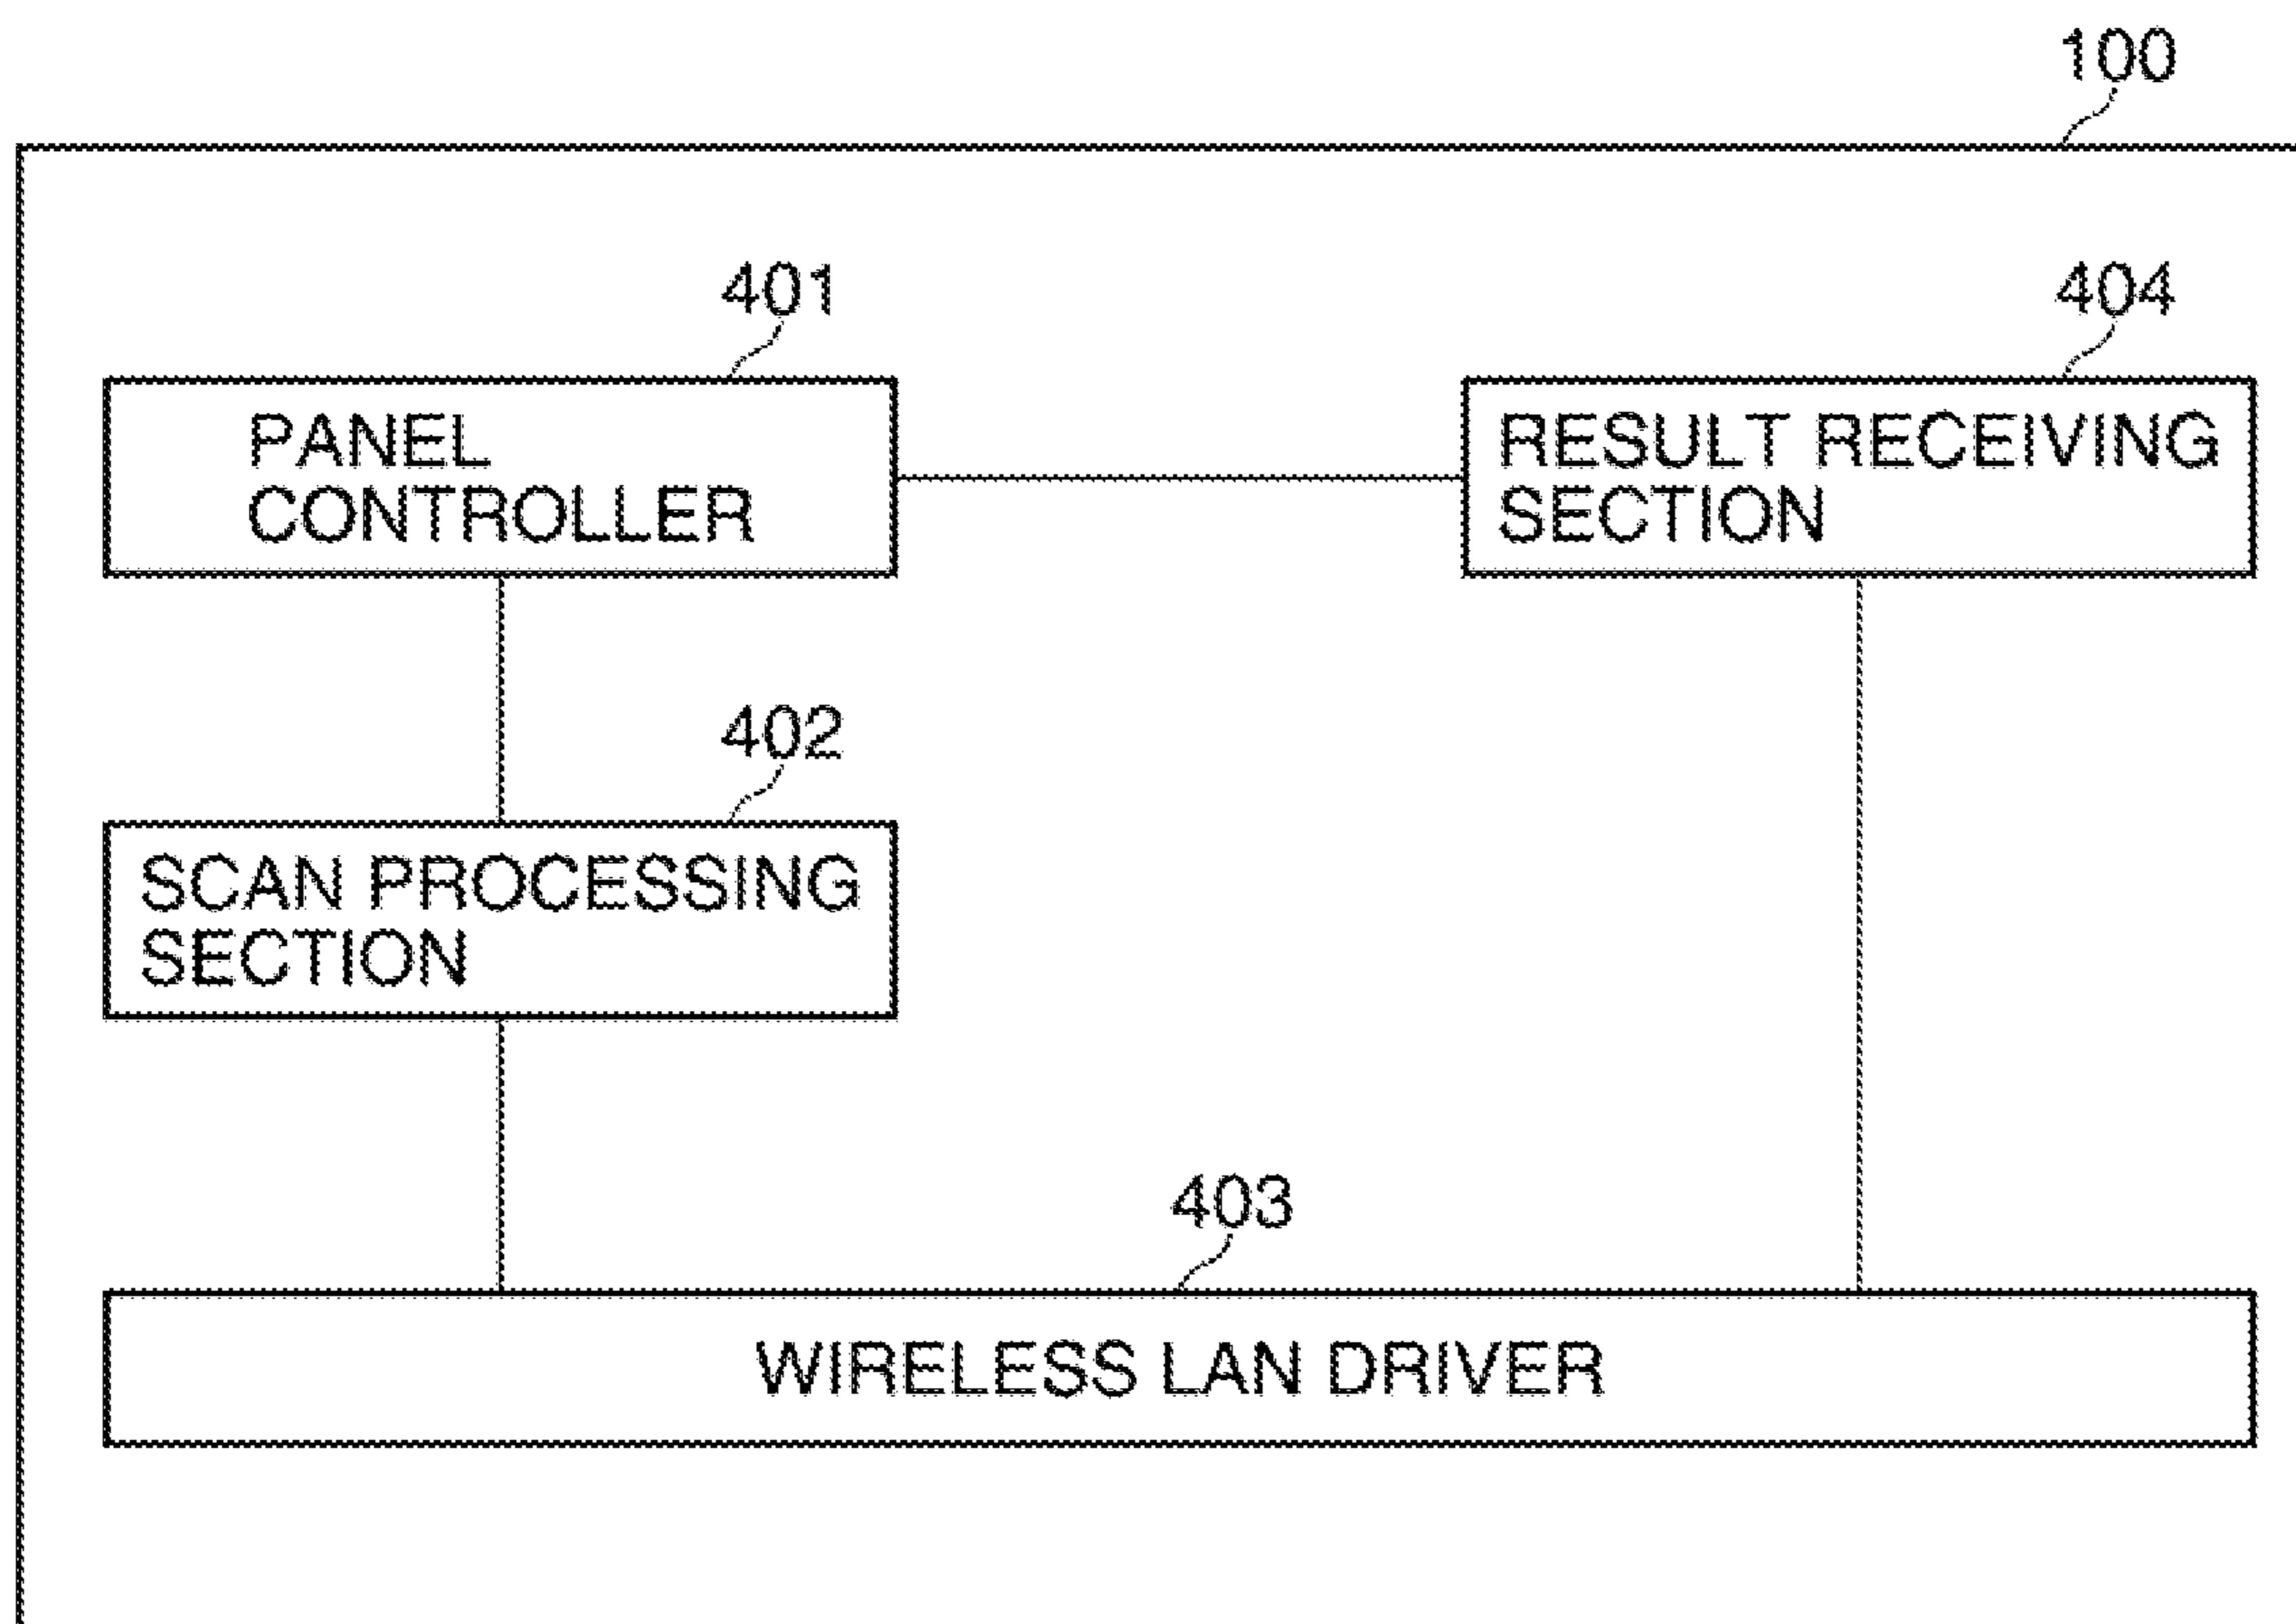 100
401
404
PANEL
CONTROLLER
RESULT RECEIVING
SECTION
402
SCAN PROCESSING
SECTION
403
WIRELESS LAN DRIVER